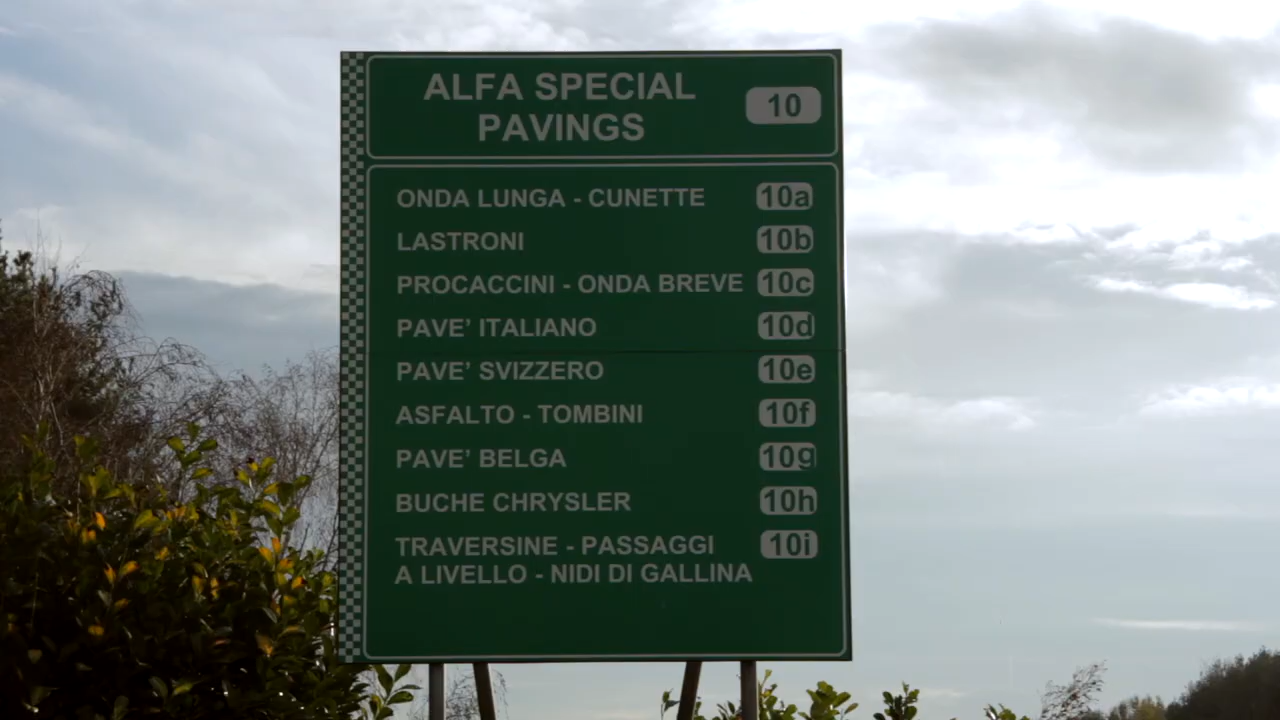 ALFA SPECIAL
PAVINGS
10
ONDA LUNGA - CUNETTE 10a
LASTRONI 10b
PROCACCINI - ONDA BREVE 10c
PAVE' ITALIANO 10d
PAVE' SVIZZERO 10e
ASFALTO - TOMBINI 10f
PAVE' BELGA 10g
BUCHE CHRYSLER 10h
TRAVERSINE - PASSAGGI 10i
A LIVELLO - NIDI DI GALLINA